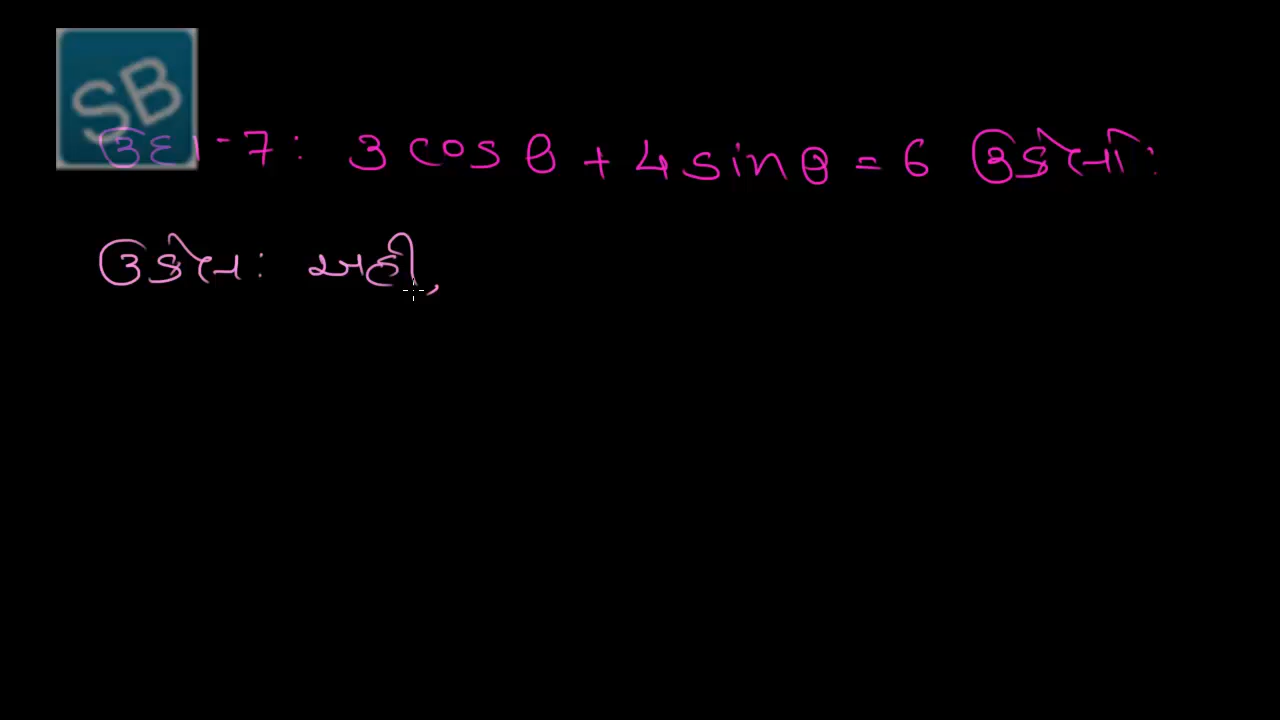 SB
ઉદા-7: 3 cos θ + 4 sin θ = 6 ઉકેલો:
ઉકેલ: અહી,